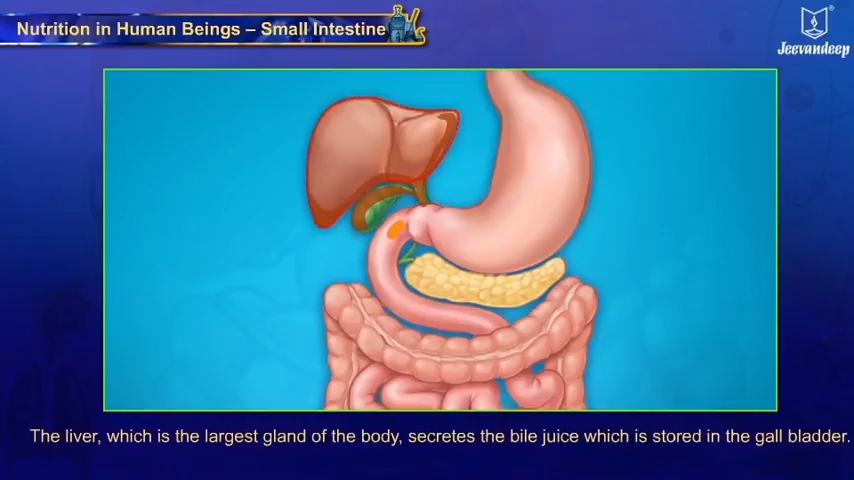 Nutrition in Human Beings – Small Intestine
Jeevandeep
The liver, which is the largest gland of the body, secretes the bile juice which is stored in the gall bladder.